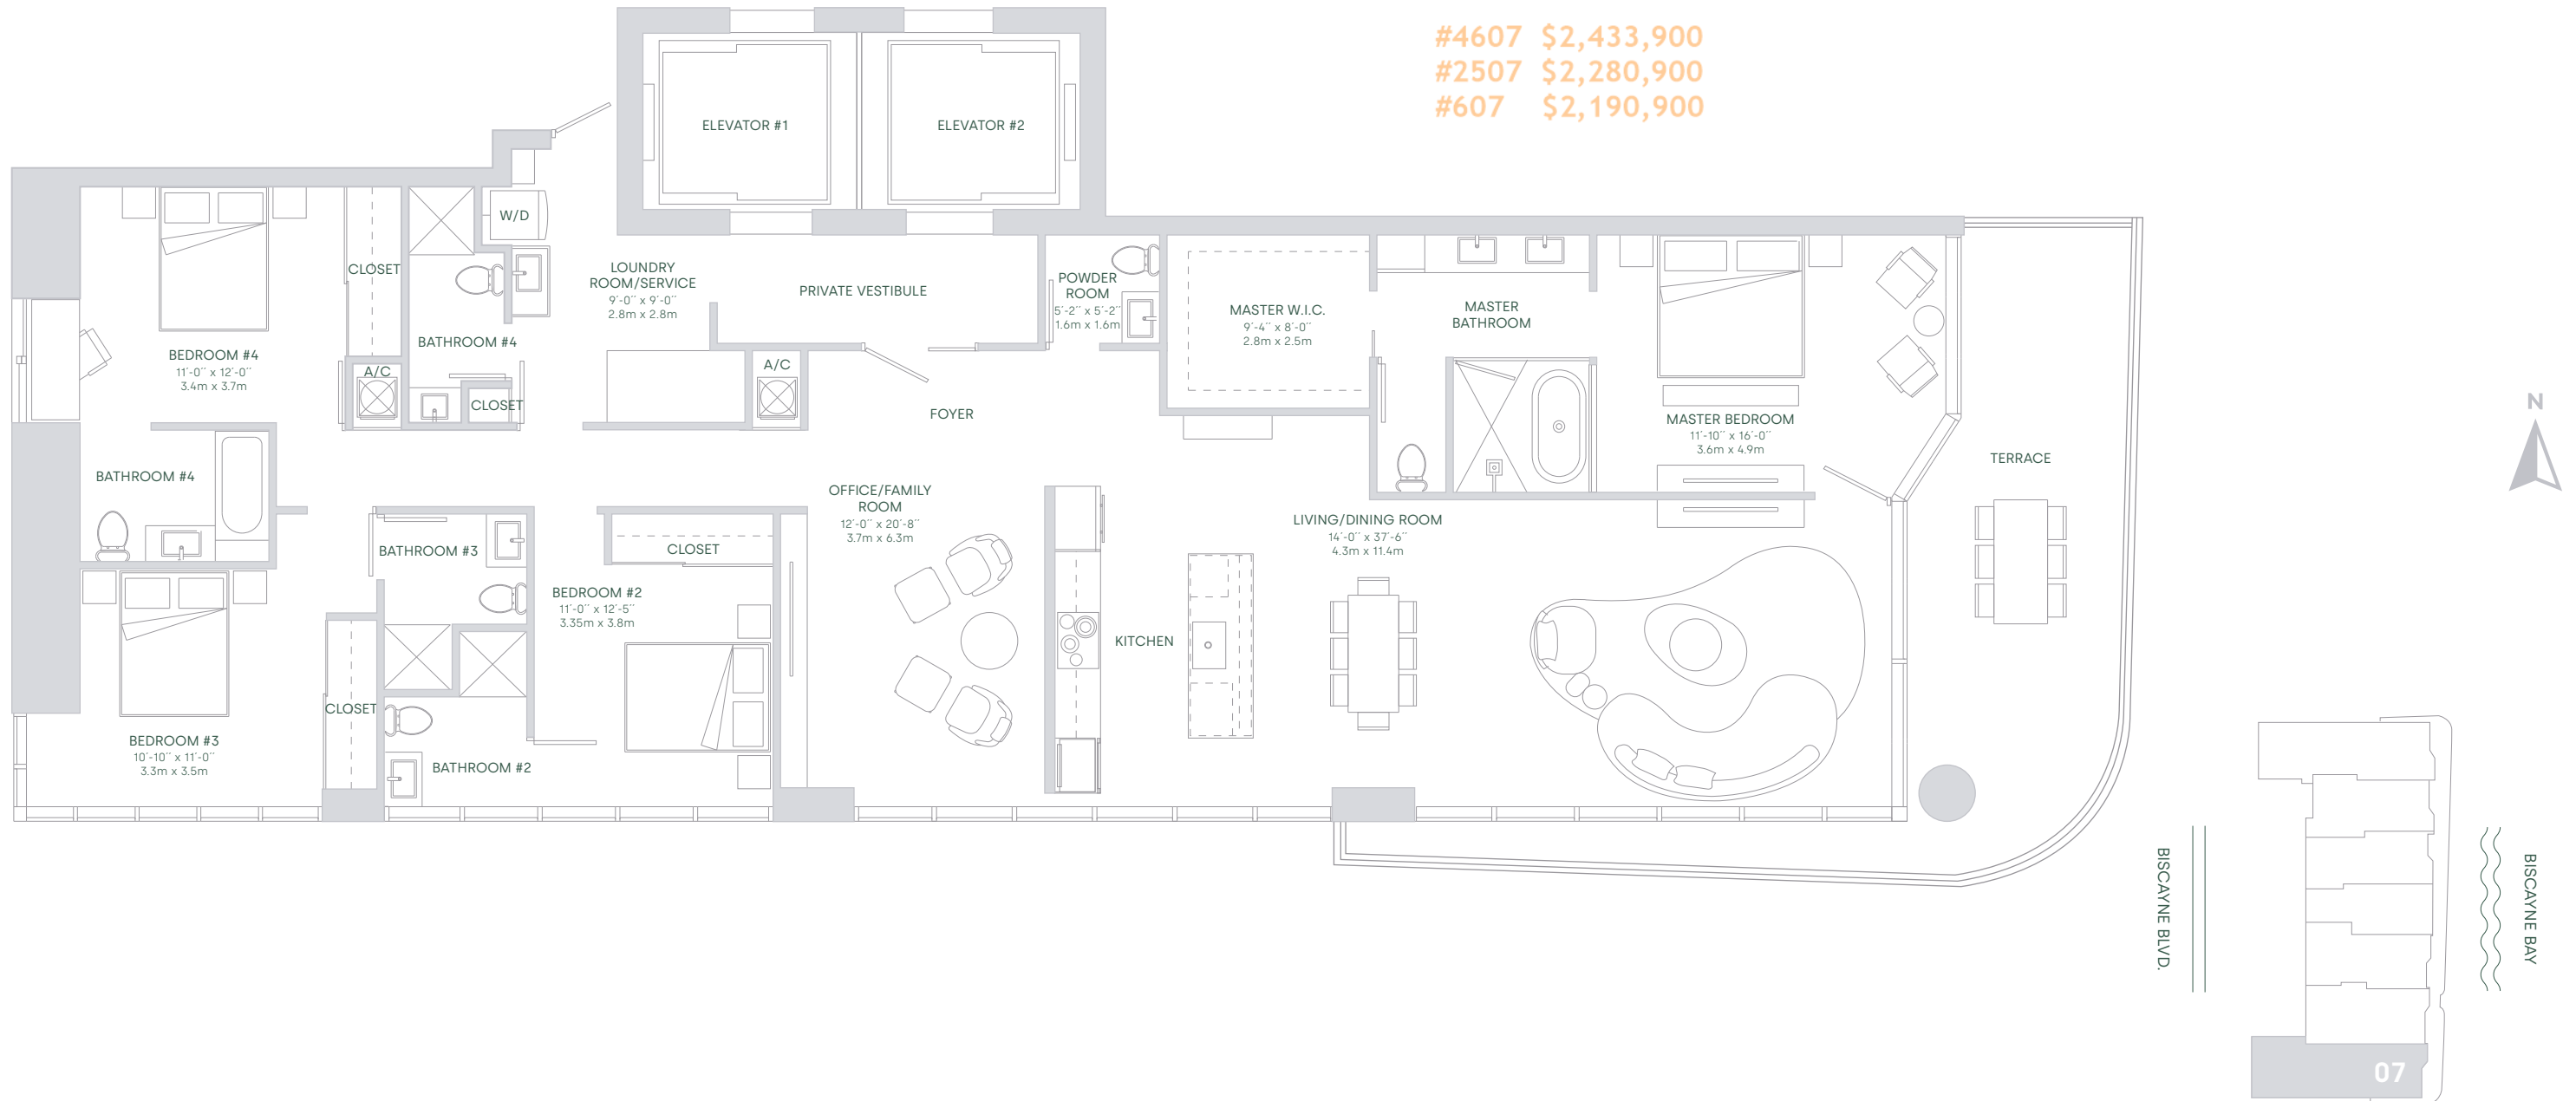 #4607 $2,433,900
#2507 $2,280,900
#607 $2,190,900
ELEVATOR #1
ELEVATOR #2
W/D
CLOSET
LOUNDRY
ROOM/SERVICE
9'-0'' x 9'-0''
2.8m x 2.8m
PRIVATE VESTIBULE
POWDER
ROOM
5'-2'' x 5'-2''
1.6m x 1.6m
MASTER W.I.C.
9'-4'' x 8'-0''
2.8m x 2.5m
MASTER
BATHROOM
BEDROOM #4
11'-0'' x 12'-0''
3.4m x 3.7m
BATHROOM #4
A/C
CLOSET
A/C
FOYER
MASTER BEDROOM
11'-10'' x 16'-0''
3.6m x 4.9m
TERRACE
N
BATHROOM #4
OFFICE/FAMILY
ROOM
12'-0'' x 20'-8''
3.7m x 6.3m
LIVING/DINING ROOM
14'-0'' x 37'-6''
4.3m x 11.4m
BATHROOM #3
CLOSET
BEDROOM #2
11'-0'' x 12'-5''
3.35m x 3.8m
KITCHEN
CLOSET
BEDROOM #3
10'-10'' x 11'-0''
3.3m x 3.5m
BATHROOM #2
BISCAYNE BLVD.
BISCAYNE BAY
07